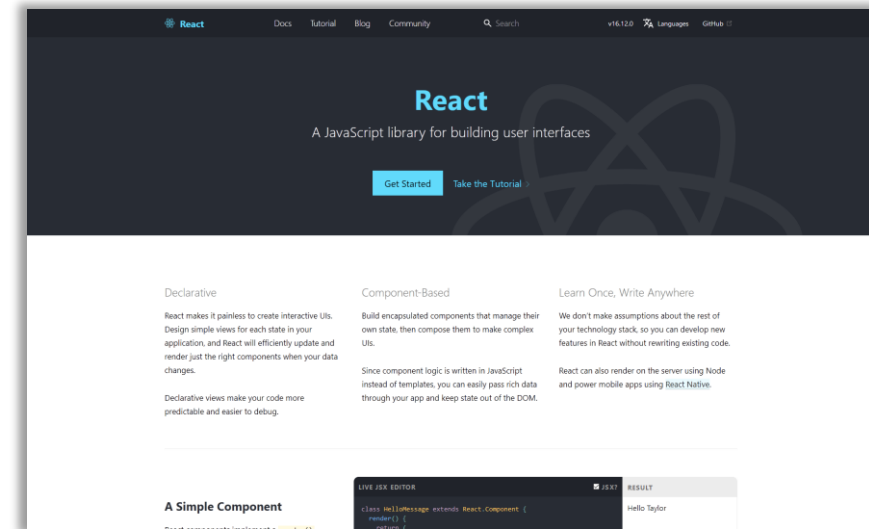 React Docs Tutorial Blog Community Search v16.12.0 Languages GitHub
React
A JavaScript library for building user interfaces
Get Started Take the Tutorial
Declarative
React makes it painless to create interactive UIs.
Design simple views for each state in your
application, and React will efficiently update and
render just the right components when your data
changes.
Declarative views make your code more
predictable and easier to debug.
Component-Based
Build encapsulated components that manage their
own state, then compose them to make complex
UIs.
Since component logic is written in JavaScript
instead of templates, you can easily pass rich data
through your app and keep state out of the DOM.
Learn Once, Write Anywhere
We don't make assumptions about the rest of
your technology stack, so you can develop new
features in React without rewriting existing code.
React can also render on the server using Node
and power mobile apps using React Native.
A Simple Component
React components implement a
LIVE JSX EDITOR JSX?
class HelloMessage extends React.Component {
render() {
return (
RESULT
Hello Taylor